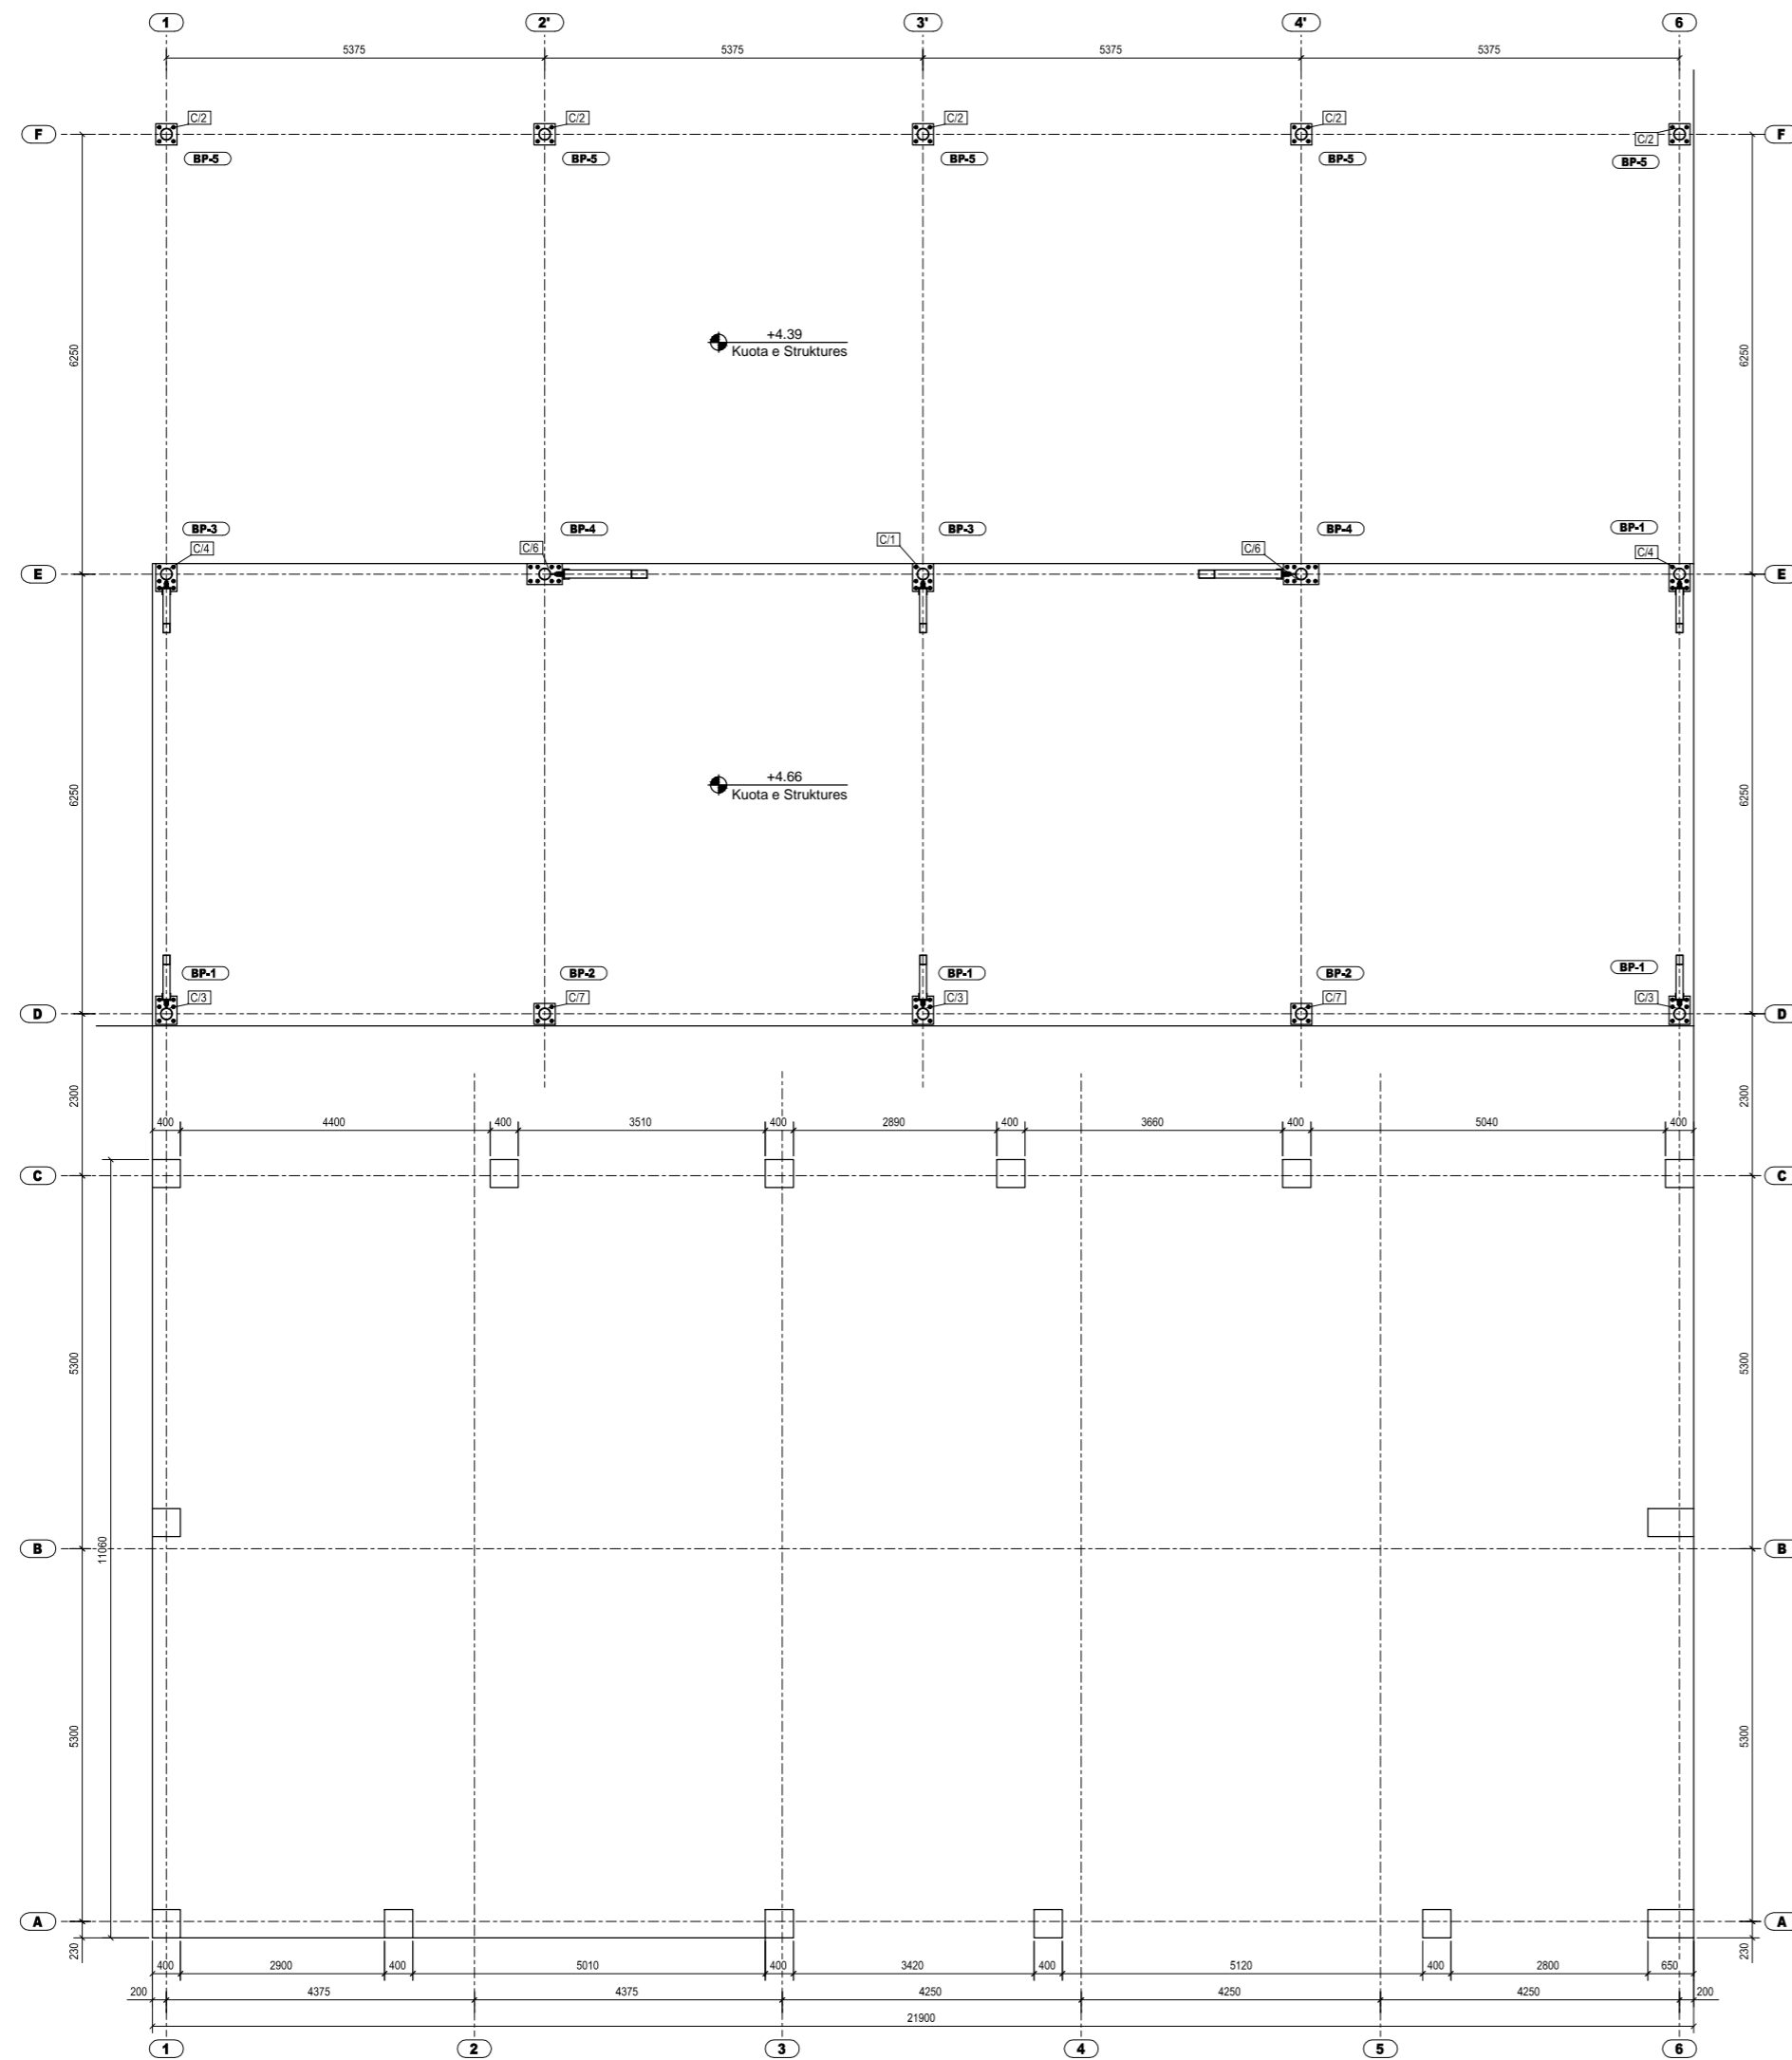 1 2' 3' 4' 6
5375 5375 5375 5375
C/2 C/2 C/2 C/2
F F
C/2
BP-5 BP-5 BP-5 BP-5 BP-5
+4.39
6250 6250
Kuota e Struktures
BP-3 BP-4 BP-3 BP-4 BP-1
C/4 C/6 C/1 C/6 C/4
E E
+4.66
6250 6250
Kuota e Struktures
BP-1 BP-2 BP-1 BP-2 BP-1
C/3 C/7 C/3 C/7 C/3
D D
2300 2300
400 4400 400 3510 400 2890 400 3660 400 5040 400
C C
5300 5300
11060
B B
5300 5300
A A
230 230
400 2900 400 5010 400 3420 400 5120 400 2800 650
200 4375 4375 4250 4250 4250 200
21900
1 2 3 4 5 6